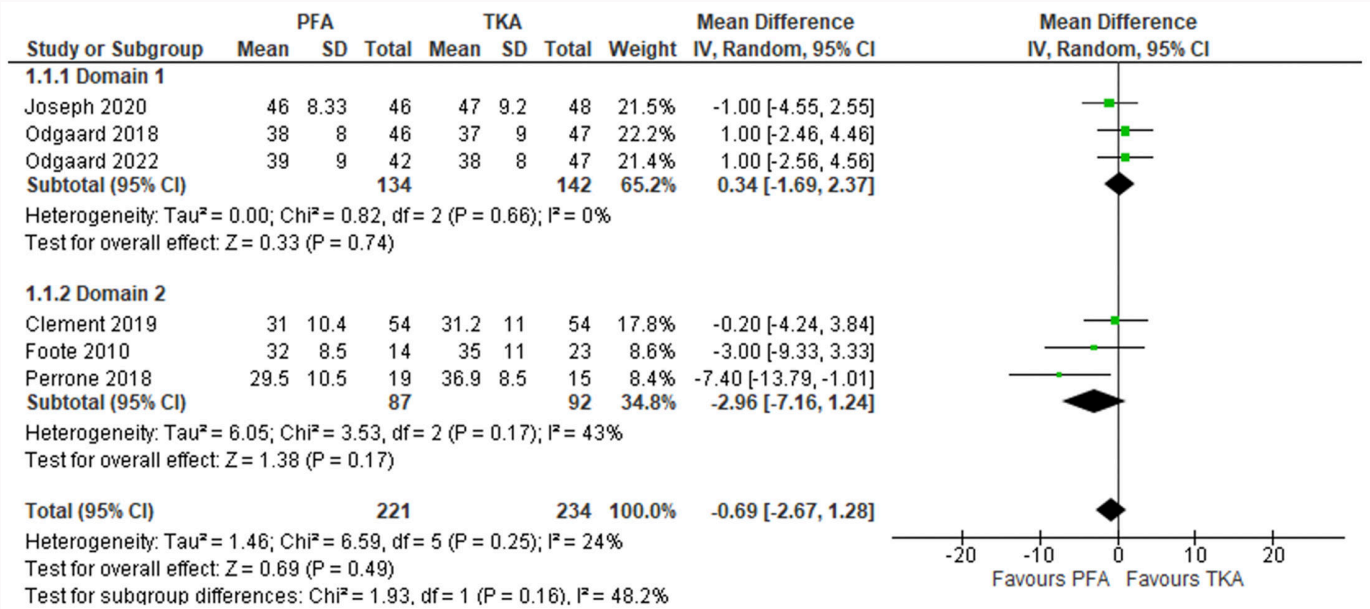 PFA TKA Mean Difference Mean Difference
Study or Subgroup Mean SD Total Mean SD Total Weight IV, Random, 95% CI IV, Random, 95% CI
1.1.1 Domain 1
Joseph 2020 46 8.33 46 47 9.2 48 21.5% -1.00 [-4.55, 2.55]
Odgaard 2018 38 8 46 37 9 47 22.2% 1.00 [-2.46, 4.46]
Odgaard 2022 39 9 42 38 8 47 21.4% 1.00 [-2.56, 4.56]
Subtotal (95% CI) 134 142 65.2% 0.34 [-1.69, 2.37]
Heterogeneity: Tau² = 0.00; Chi² = 0.82, df = 2 (P = 0.66); I² = 0%
Test for overall effect: Z = 0.33 (P = 0.74)
1.1.2 Domain 2
Clement 2019 31 10.4 54 31.2 11 54 17.8% -0.20 [-4.24, 3.84]
Foote 2010 32 8.5 14 35 11 23 8.6% -3.00 [-9.33, 3.33]
Perrone 2018 29.5 10.5 19 36.9 8.5 15 8.4% -7.40 [-13.79, -1.01]
Subtotal (95% CI) 87 92 34.8% -2.96 [-7.16, 1.24]
Heterogeneity: Tau² = 6.05; Chi² = 3.53, df = 2 (P = 0.17); I² = 43%
Test for overall effect: Z = 1.38 (P = 0.17)
Total (95% CI) 221 234 100.0% -0.69 [-2.67, 1.28]
Heterogeneity: Tau² = 1.46; Chi² = 6.59, df = 5 (P = 0.25); I² = 24%
Test for overall effect: Z = 0.69 (P = 0.49)
Test for subgroup differences: Chi² = 1.93, df = 1 (P = 0.16), I² = 48.2%
-20 -10 0 10 20
Favours PFA Favours TKA